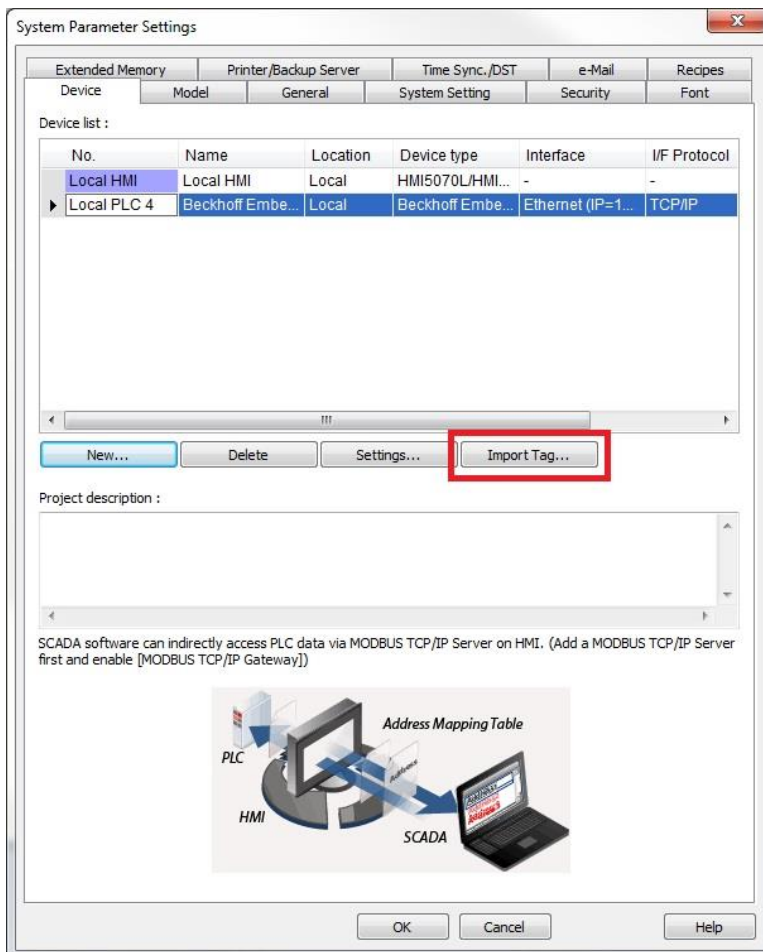 System Parameter Settings
Extended Memory Printer/Backup Server Time Sync./DST e-Mail Recipes
Device Model General System Setting Security Font
Device list :
No. Name Location Device type Interface I/F Protocol
Local HMI Local HMI Local HMI5070L/HMI... - -
Local PLC 4 Beckhoff Embe... Local Beckhoff Embe... Ethernet (IP=1... TCP/IP
New... Delete Settings... Import Tag...
Project description :
SCADA software can indirectly access PLC data via MODBUS TCP/IP Server on HMI. (Add a MODBUS TCP/IP Server
first and enable [MODBUS TCP/IP Gateway])
Address Mapping Table
PLC
Address
HMI
SCADA
OK Cancel Help